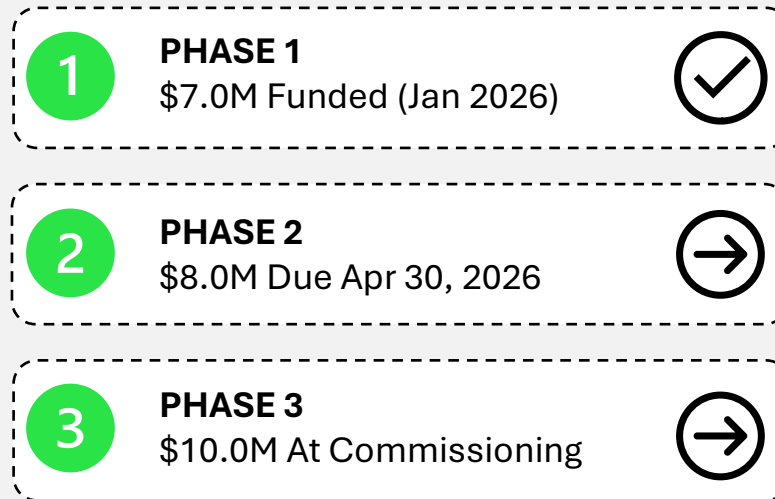 1
PHASE 1
$7.0M Funded (Jan 2026)
2
PHASE 2
$8.0M Due Apr 30, 2026
3
PHASE 3
$10.0M At Commissioning